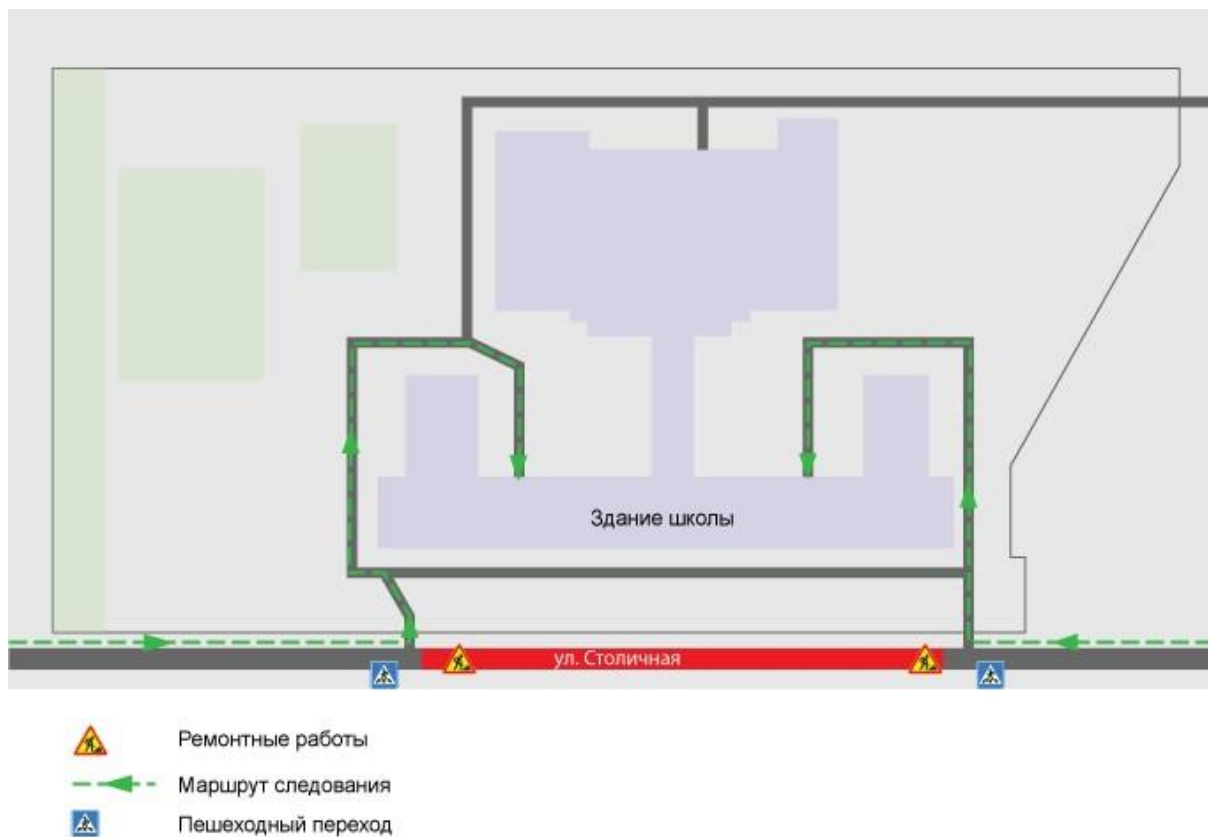 Здание школы
ул. Столичная
Ремонтные работы
Маршрут следования
Пешеходный переход